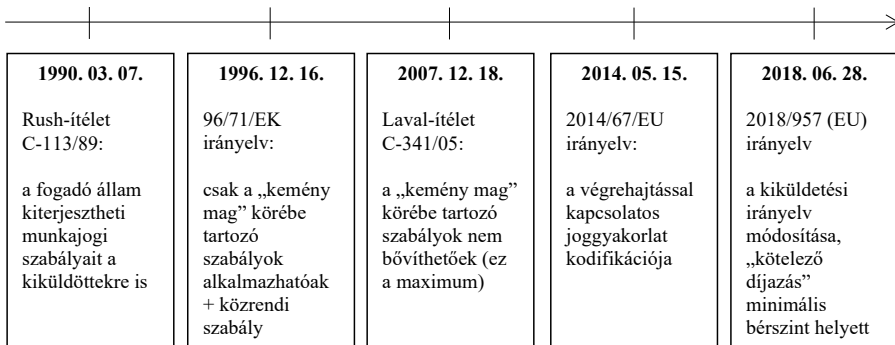 1990. 03. 07.
Rush-ítélet
C-113/89:
a fogadó állam
kiterjesztheti
munkajogi
szabályait a
kiküldöttekre is
1996. 12. 16.
96/71/EK
irányelv:
csak a „kemény
mag” körébe
tartozó
szabályok
alkalmazhatóak
+ közrendi
szabály
2007. 12. 18.
Laval-ítélet
C-341/05:
a „kemény mag”
körébe tartozó
szabályok nem
bővíthetőek (ez
a maximum)
2014. 05. 15.
2014/67/EU
irányelv:
a végrehajtással
kapcsolatos
joggyakorlat
kodifikációja
2018. 06. 28.
2018/957 (EU)
irányelv
a kiküldetési
irányelv
módosítása,
„kötelező
díjazás”
minimális
bérszint helyett